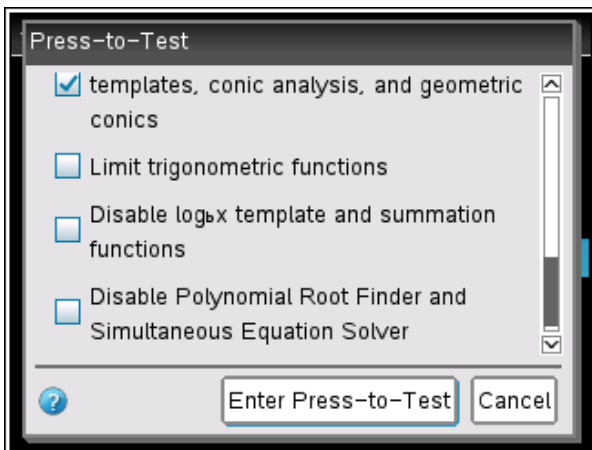 Press-to-Test
templates, conic analysis, and geometric
conics
Limit trigonometric functions
Disable logьx template and summation
functions
Disable Polynomial Root Finder and
Simultaneous Equation Solver
? Enter Press-to-Test Cancel